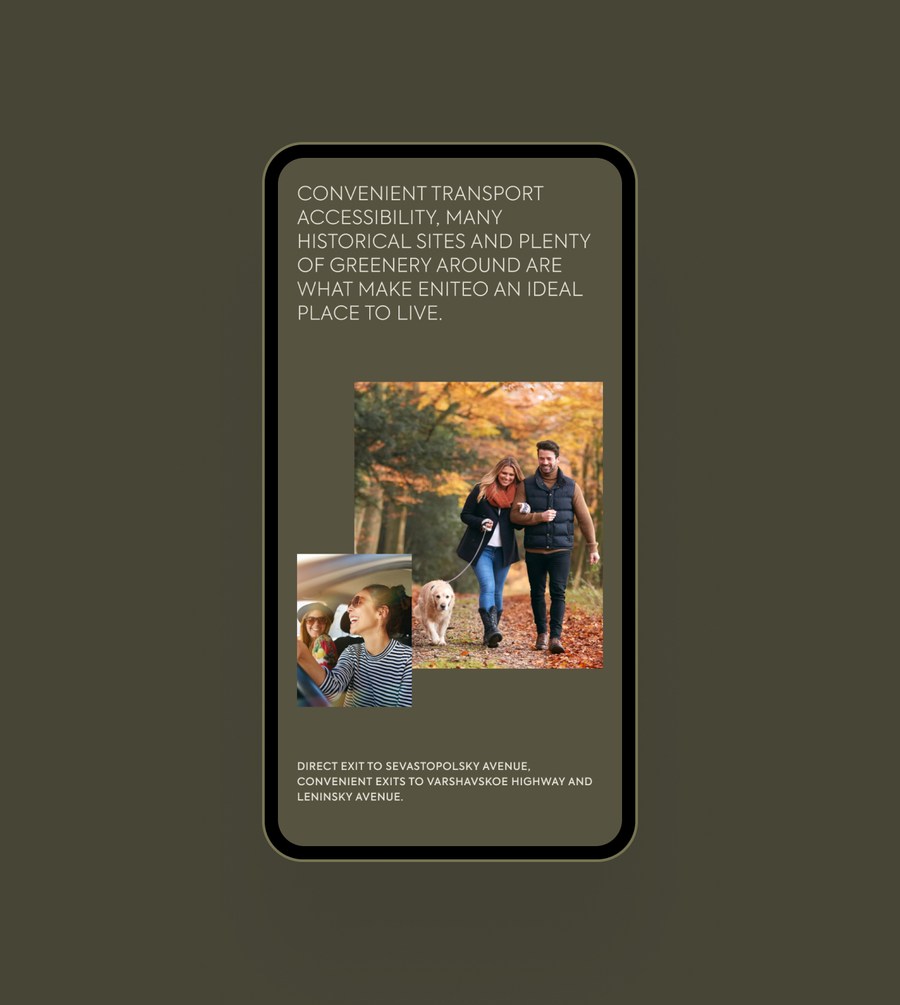 CONVENIENT TRANSPORT
ACCESSIBILITY, MANY
HISTORICAL SITES AND PLENTY
OF GREENERY AROUND ARE
WHAT MAKE ENITEO AN IDEAL
PLACE TO LIVE.
DIRECT EXIT TO SEVASTOPOLSKY AVENUE,
CONVENIENT EXITS TO VARSHAVSKOE HIGHWAY AND
LENINSKY AVENUE.